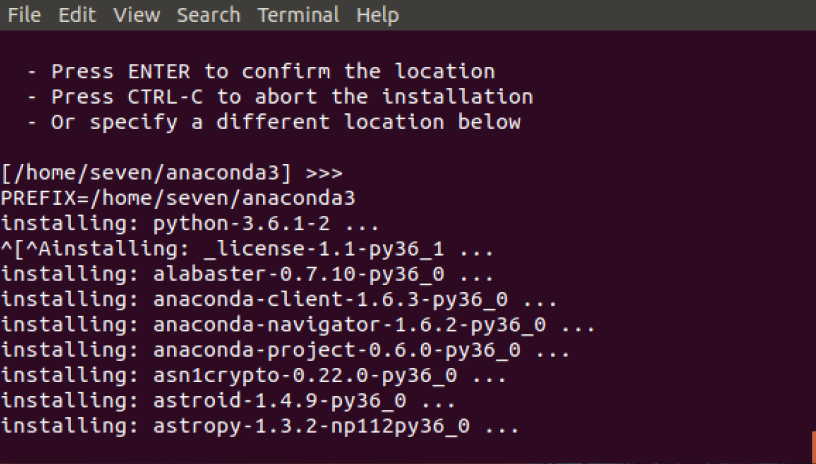 File Edit View Search Terminal Help
- Press ENTER to confirm the location
- Press CTRL-C to abort the installation
- Or specify a different location below
[/home/seven/anaconda3] >>>
PREFIX=/home/seven/anaconda3
installing: python-3.6.1-2 ...
^[^Ainstalling: _license-1.1-py36_1 ...
installing: alabaster-0.7.10-py36_0 ...
installing: anaconda-client-1.6.3-py36_0 ...
installing: anaconda-navigator-1.6.2-py36_0 ...
installing: anaconda-project-0.6.0-py36_0 ...
installing: asn1crypto-0.22.0-py36_0 ...
installing: astroid-1.4.9-py36_0 ...
installing: astropy-1.3.2-np112py36_0 ...